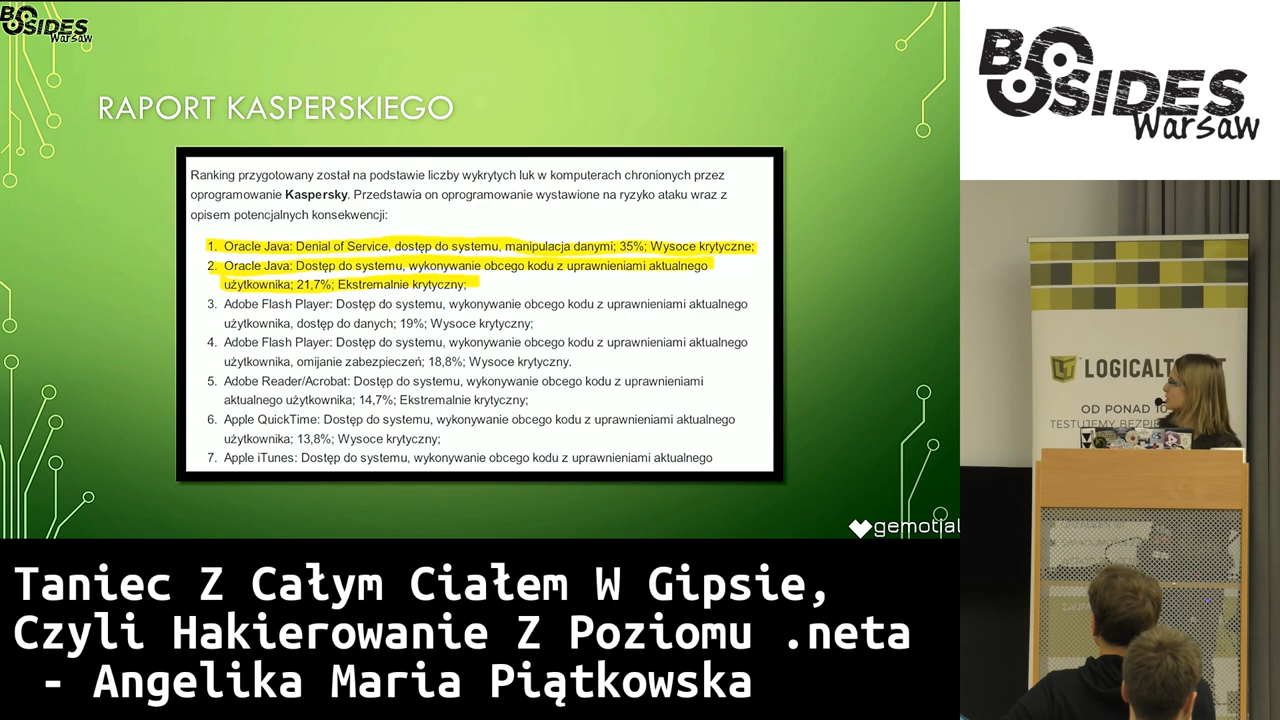 BSIDES
Warsaw
RAPORT KASPERSKIEGO
Ranking przygotowany został na podstawie liczby wykrytych luk w komputerach chronionych przez
oprogramowanie Kaspersky. Przedstawia on oprogramowanie wystawione na ryzyko ataku wraz z
opisem potencjalnych konsekwencji:
1. Oracle Java: Denial of Service, dostęp do systemu, manipulacja danymi; 35%; Wysoce krytyczne;
2. Oracle Java: Dostęp do systemu, wykonywanie obcego kodu z uprawnieniami aktualnego
użytkownika; 21,7%; Ekstremalnie krytyczny;
3. Adobe Flash Player: Dostęp do systemu, wykonywanie obcego kodu z uprawnieniami aktualnego
użytkownika, dostęp do danych; 19%; Wysoce krytyczny;
4. Adobe Flash Player: Dostęp do systemu, wykonywanie obcego kodu z uprawnieniami aktualnego
użytkownika, omijanie zabezpieczeń; 18,8%; Wysoce krytyczny.
5. Adobe Reader/Acrobat: Dostęp do systemu, wykonywanie obcego kodu z uprawnieniami
aktualnego użytkownika; 14,7%; Ekstremalnie krytyczny;
6. Apple QuickTime: Dostęp do systemu, wykonywanie obcego kodu z uprawnieniami aktualnego
użytkownika; 13,8%; Wysoce krytyczny;
7. Apple iTunes: Dostęp do systemu, wykonywanie obcego kodu z uprawnieniami aktualnego
gemotial
Taniec Z Całym Ciałem W Gipsie,
Czyli Hakierowanie Z Poziomu .neta
- Angelika Maria Piątkowska
BSIDES
Warsaw
LOGICALT
OD PONAD 10
TESTUJEMY